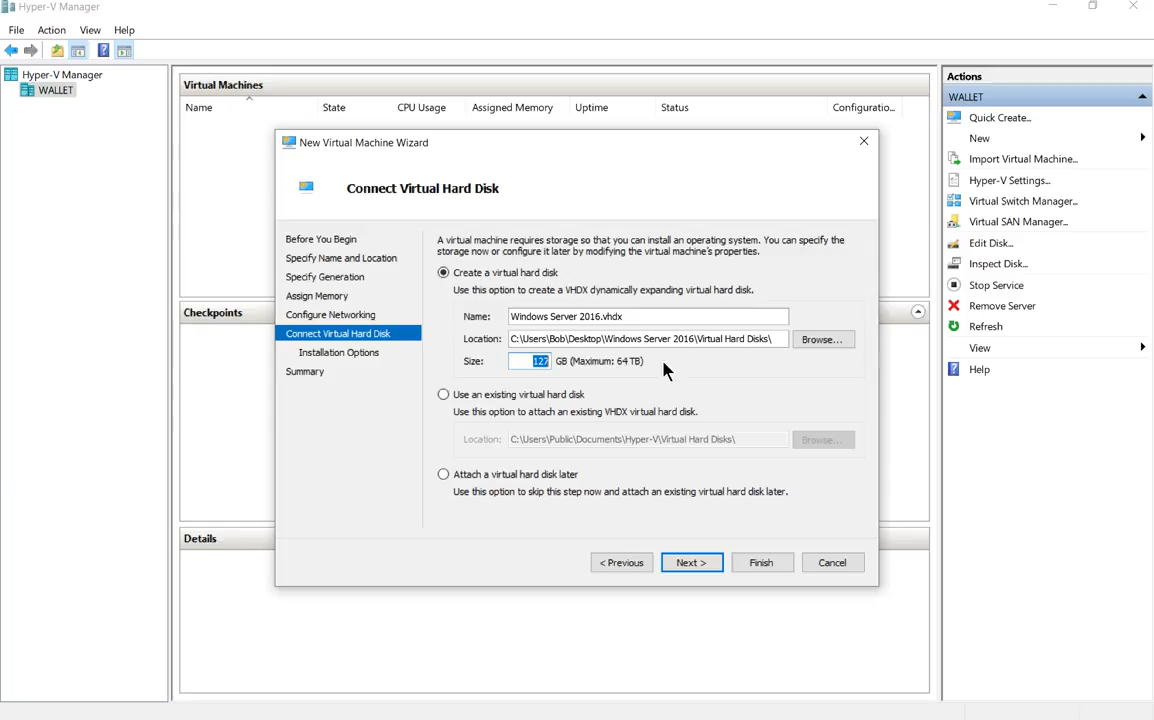 Hyper-V Manager
File Action View Help
Hyper-V Manager
WALLET
Virtual Machines
Name State CPU Usage Assigned Memory Uptime Status Configuratio...
Checkpoints
Details
New Virtual Machine Wizard
Connect Virtual Hard Disk
Before You Begin
Specify Name and Location
Specify Generation
Assign Memory
Configure Networking
Connect Virtual Hard Disk
Installation Options
Summary
A virtual machine requires storage so that you can install an operating system. You can specify the
storage now or configure it later by modifying the virtual machine's properties.
Create a virtual hard disk
Use this option to create a VHDX dynamically expanding virtual hard disk.
Name: Windows Server 2016.vhdx
Location: C:\Users\Bob\Desktop\Windows Server 2016\Virtual Hard Disks\ Browse...
Size: 127 GB (Maximum: 64 TB)
Use an existing virtual hard disk
Use this option to attach an existing VHDX virtual hard disk.
Location: C:\Users\Public\Documents\Hyper-V\Virtual Hard Disks\ Browse...
Attach a virtual hard disk later
Use this option to skip this step now and attach an existing virtual hard disk later.
< Previous Next > Finish Cancel
Actions
WALLET
Quick Create...
New
Import Virtual Machine...
Hyper-V Settings...
Virtual Switch Manager...
Virtual SAN Manager...
Edit Disk...
Inspect Disk...
Stop Service
Remove Server
Refresh
View
Help